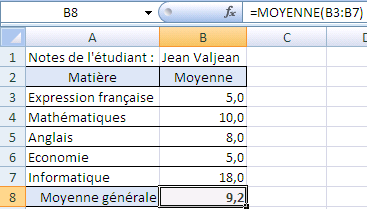 B8 fx =MOYENNE(B3:B7)
A B C D
1 Notes de l'étudiant : Jean Valjean
2 Matière Moyenne
3 Expression française 5,0
4 Mathématiques 10,0
5 Anglais 8,0
6 Economie 5,0
7 Informatique 18,0
8 Moyenne générale 9,2